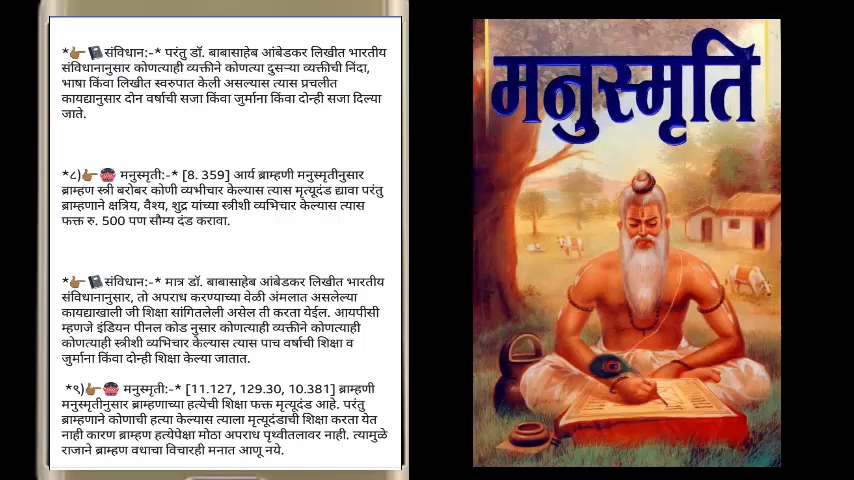 *👉🏽📓संविधान:-* परंतु डॉ. बाबासाहेब आंबेडकर लिखीत भारतीय
संविधानानुसार कोणत्याही व्यक्तीने कोणत्या दुसऱ्या व्यक्तीची निंदा,
भाषा किंवा लिखीत स्वरुपात केली असल्यास त्यास प्रचलीत
कायद्यानुसार दोन वर्षाची सजा किंवा जुर्माना किंवा दोन्ही सजा दिल्या
जाते.
*८)👉🏽👹 मनुस्मृती:-* [8. 359] आर्य ब्राम्हणी मनुस्मृतीनुसार
ब्राम्हण स्त्री बरोबर कोणी व्यभीचार केल्यास त्यास मृत्यूदंड द्यावा परंतु
ब्राम्हणाने क्षत्रिय, वैश्य, शुद्र यांच्या स्त्रीशी व्यभिचार केल्यास त्यास
फक्त रु. 500 पण सौम्य दंड करावा.
*👉🏽📓संविधान:-* मात्र डॉ. बाबासाहेब आंबेडकर लिखीत भारतीय
संविधानानुसार, तो अपराध करण्याच्या वेळी अंमलात असलेल्या
कायद्याखाली जी शिक्षा सांगितलेली असेल ती करता येईल. आयपीसी
म्हणजे इंडियन पीनल कोड नुसार कोणत्याही व्यक्तीने कोणत्याही
कोणत्याही स्त्रीशी व्यभिचार केल्यास त्यास पाच वर्षाची शिक्षा व
जुर्माना किंवा दोन्ही शिक्षा केल्या जातात.
*९)👉🏽👹 मनुस्मृती:-* [11.127, 129.30, 10.381] ब्राम्हणी
मनुस्मृतीनुसार ब्राम्हणाच्या हत्येची शिक्षा फक्त मृत्यूदंड आहे. परंतु
ब्राम्हणाने कोणाची हत्या केल्यास त्याला मृत्यूदंडाची शिक्षा करता येत
नाही कारण ब्राम्हण हत्येपेक्षा मोठा अपराध पृथ्वीतलावर नाही. त्यामुळे
राजाने ब्राम्हण वधाचा विचारही मनात आणू नये.
मनुस्मृति